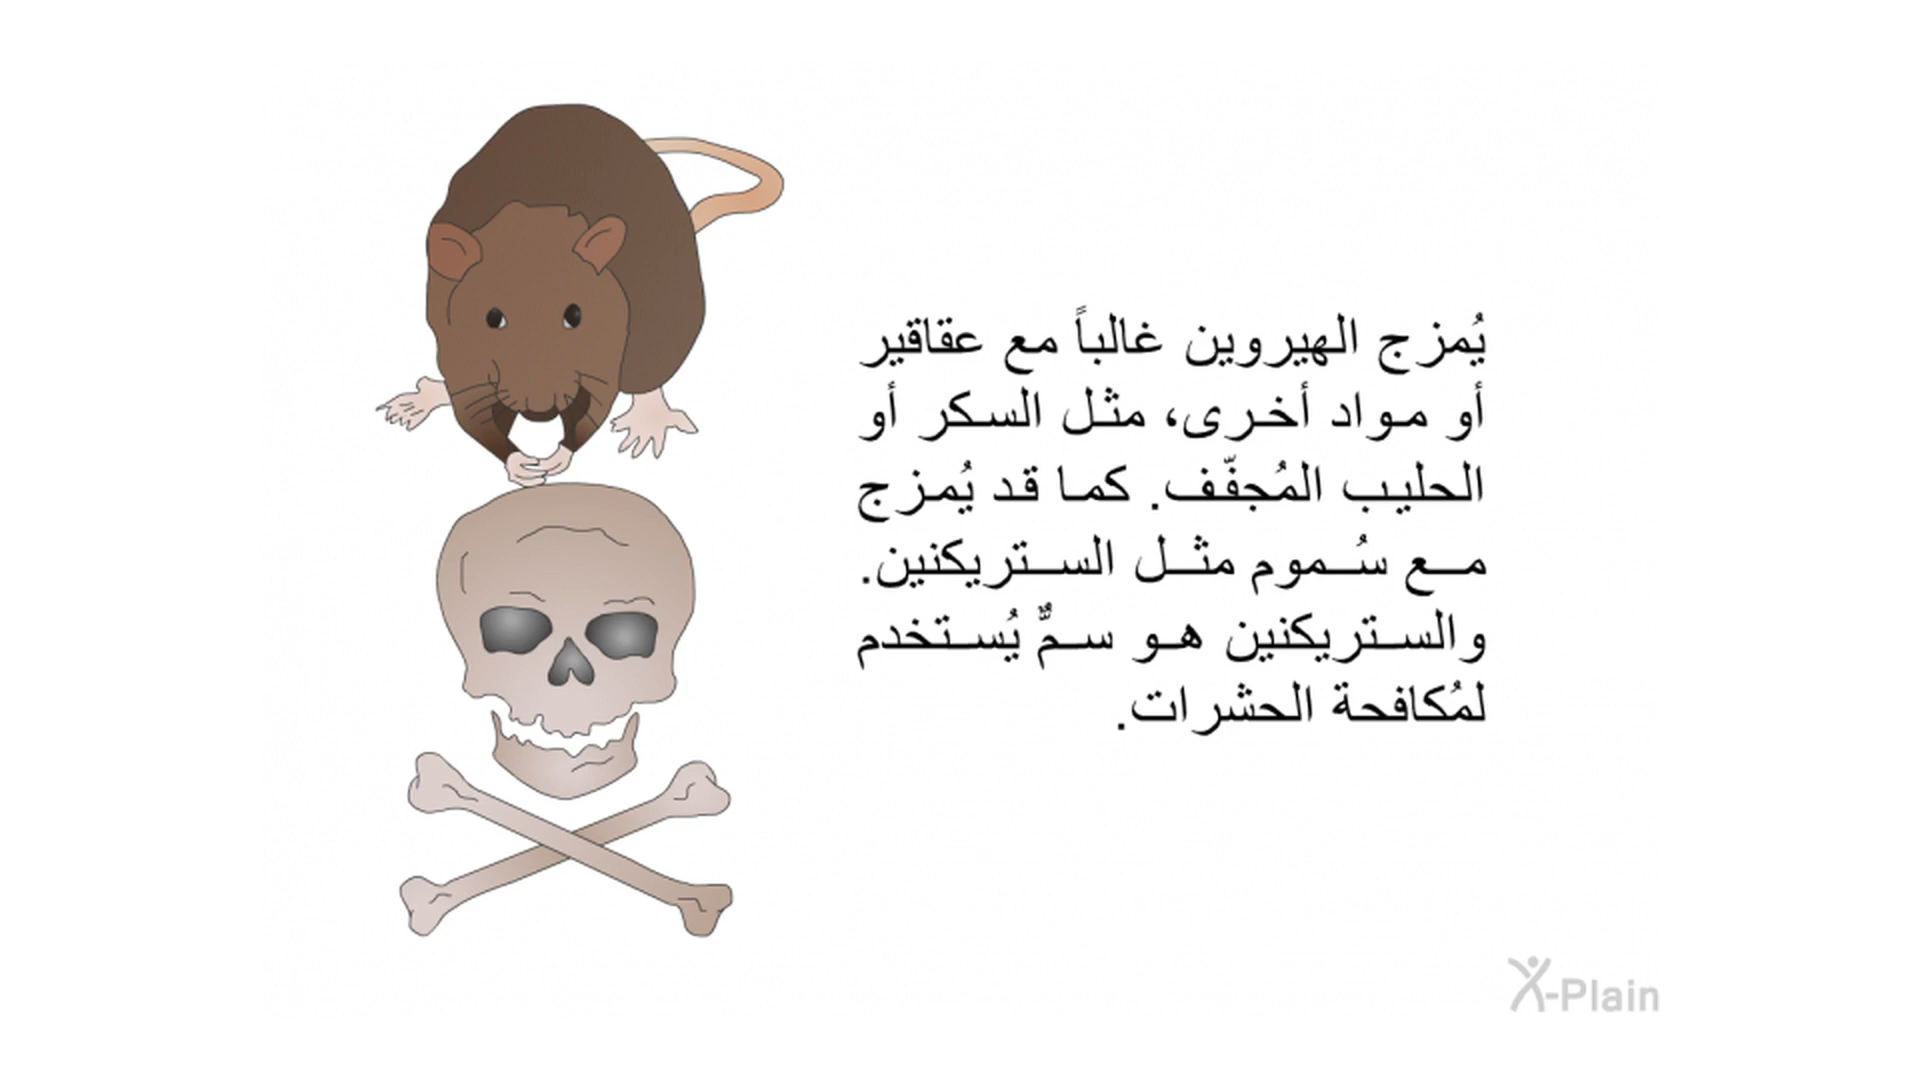 يُمزج الهيروين غالباً مع عقاقير
أو مواد أخرى، مثل السكر أو
الحليب المُجفّف. كما قد يُمزج
مع سُموم مثل الستريكنين.
والستريكنين هو سمٌّ يُستخدم
لمُكافحة الحشرات.
X-Plain